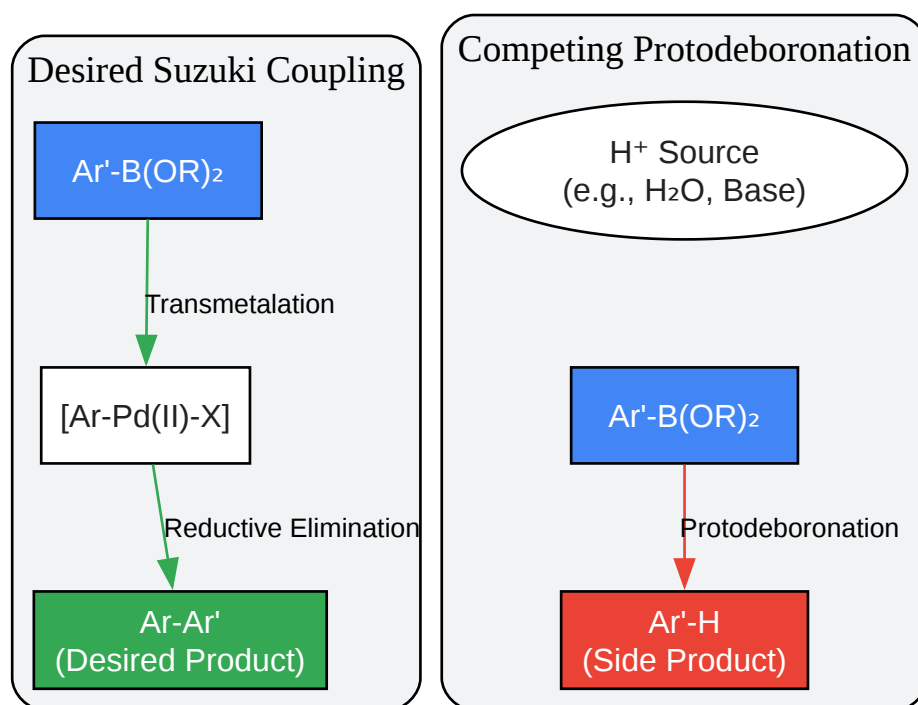 Desired Suzuki Coupling
Ar'-B(OR)₂
Transmetalation
[Ar-Pd(II)-X]
Reductive Elimination
Ar-Ar'
(Desired Product)
Competing Protodeboronation
H⁺ Source
(e.g., H₂O, Base)
Ar'-B(OR)₂
Protodeboronation
Ar'-H
(Side Product)